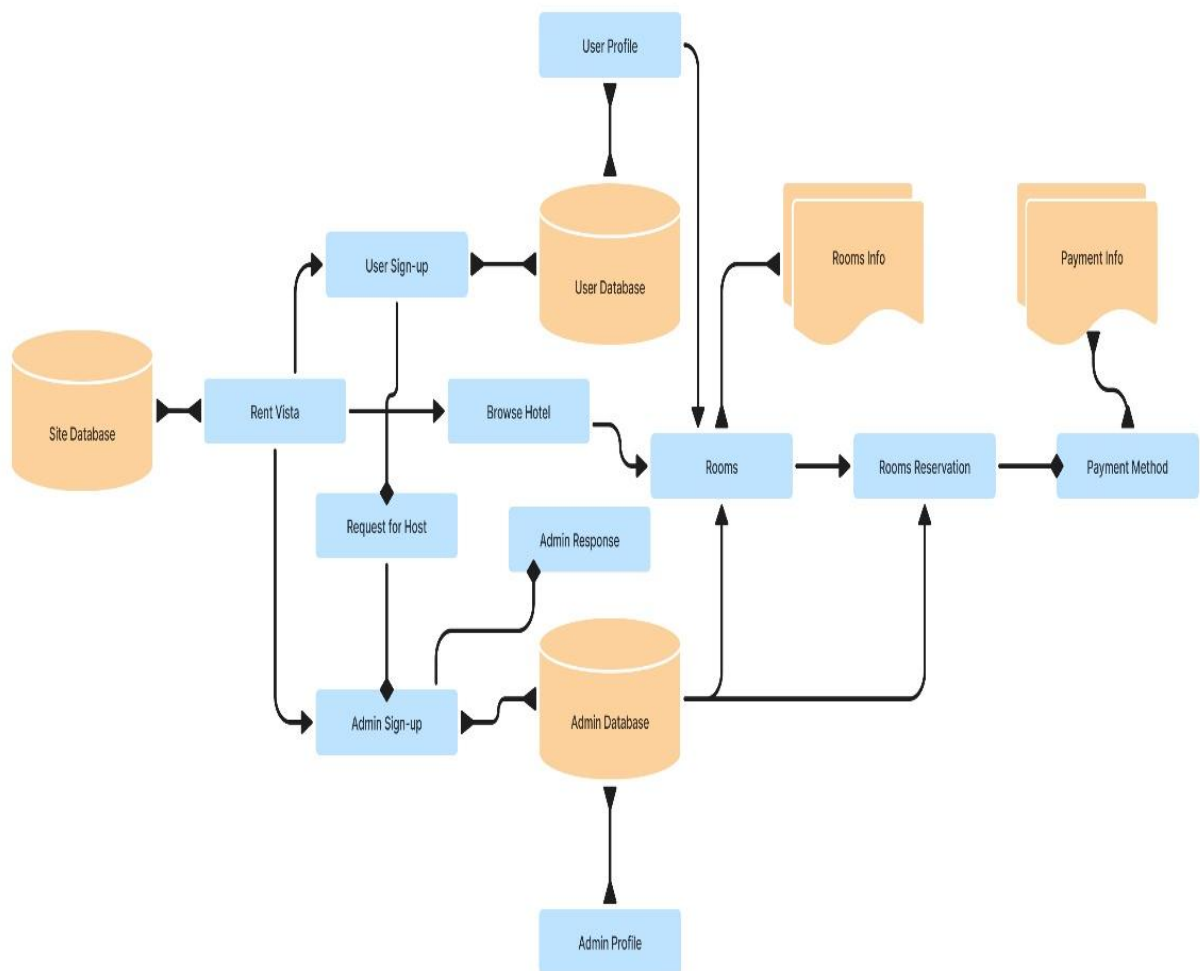 User Profile
User Sign-up
User Database
Rooms Info
Payment Info
Site Database
Rent Vista
Browse Hotel
Rooms
Rooms Reservation
Payment Method
Request for Host
Admin Response
Admin Sign-up
Admin Database
Admin Profile